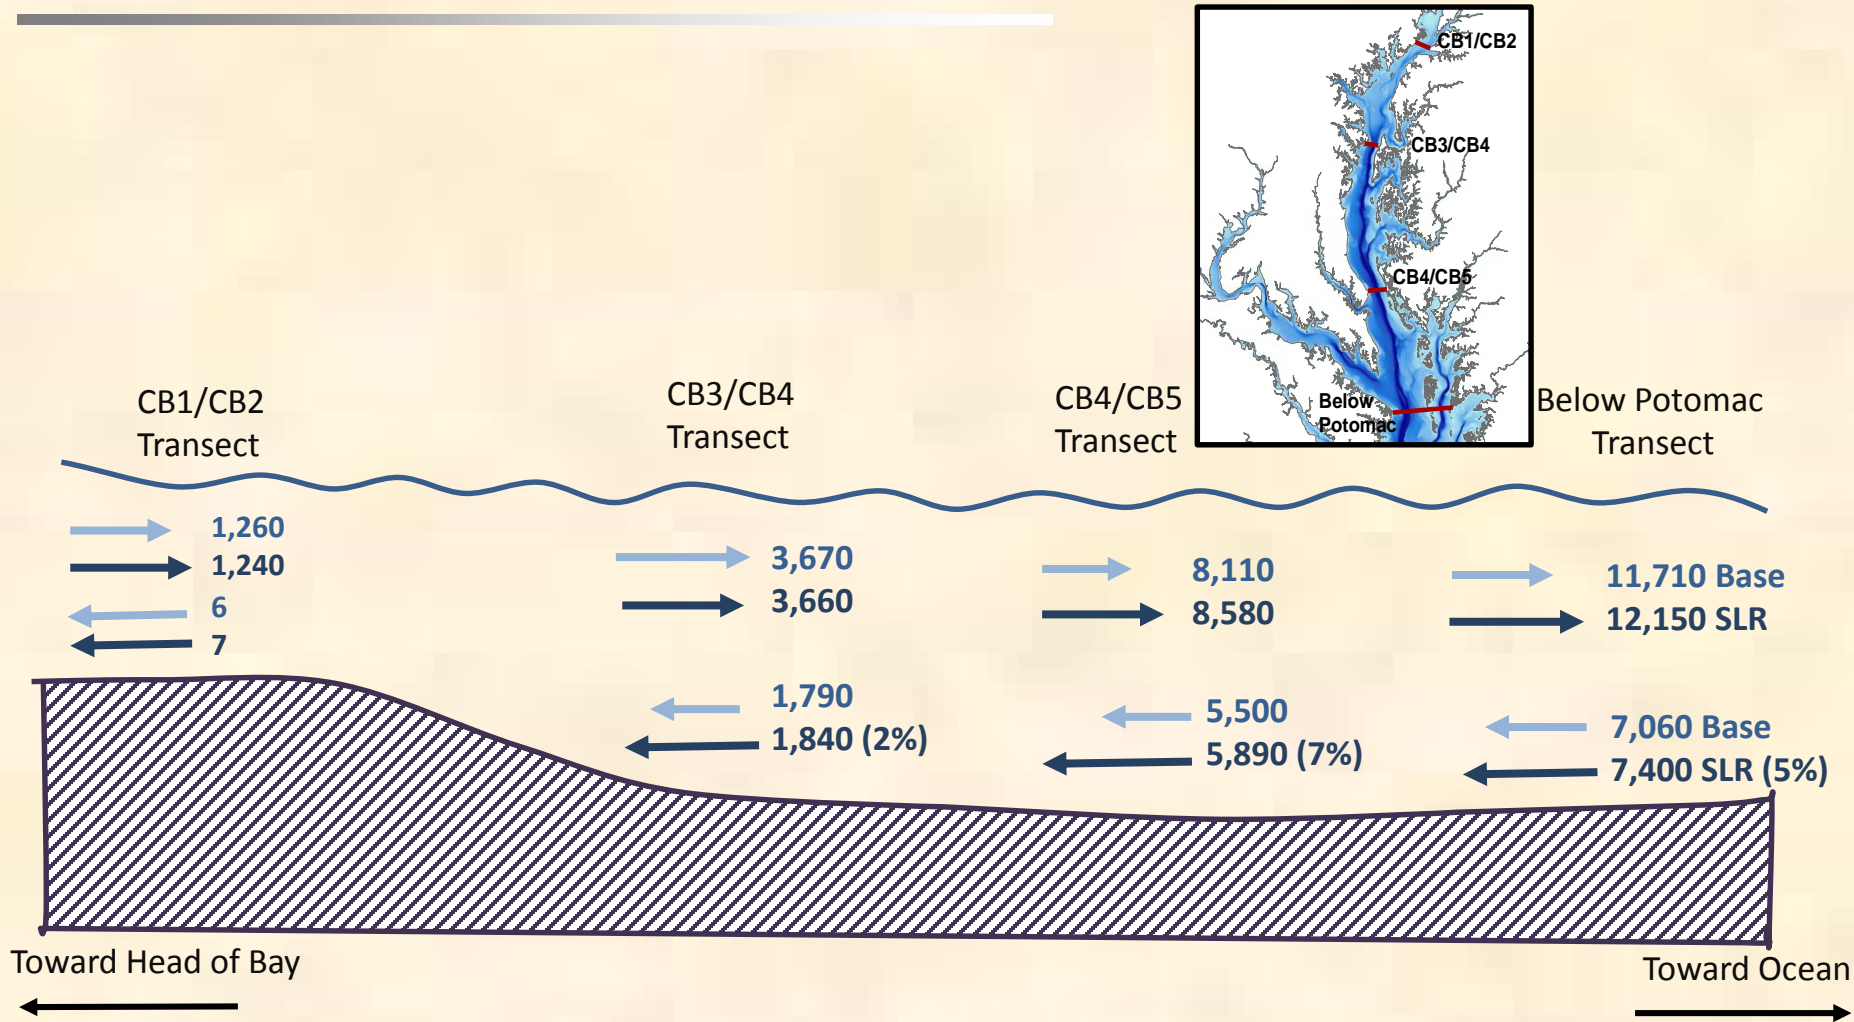 CB1/CB2
CB3/CB4
CB4/CB5
Below
Potomac
CB1/CB2
Transect
CB3/CB4
Transect
CB4/CB5
Transect
Below Potomac
Transect
1,260
1,240
6
7
3,670
3,660
1,790
1,840 (2%)
8,110
8,580
5,500
5,890 (7%)
11,710 Base
12,150 SLR
7,060 Base
7,400 SLR (5%)
Toward Head of Bay
Toward Ocean